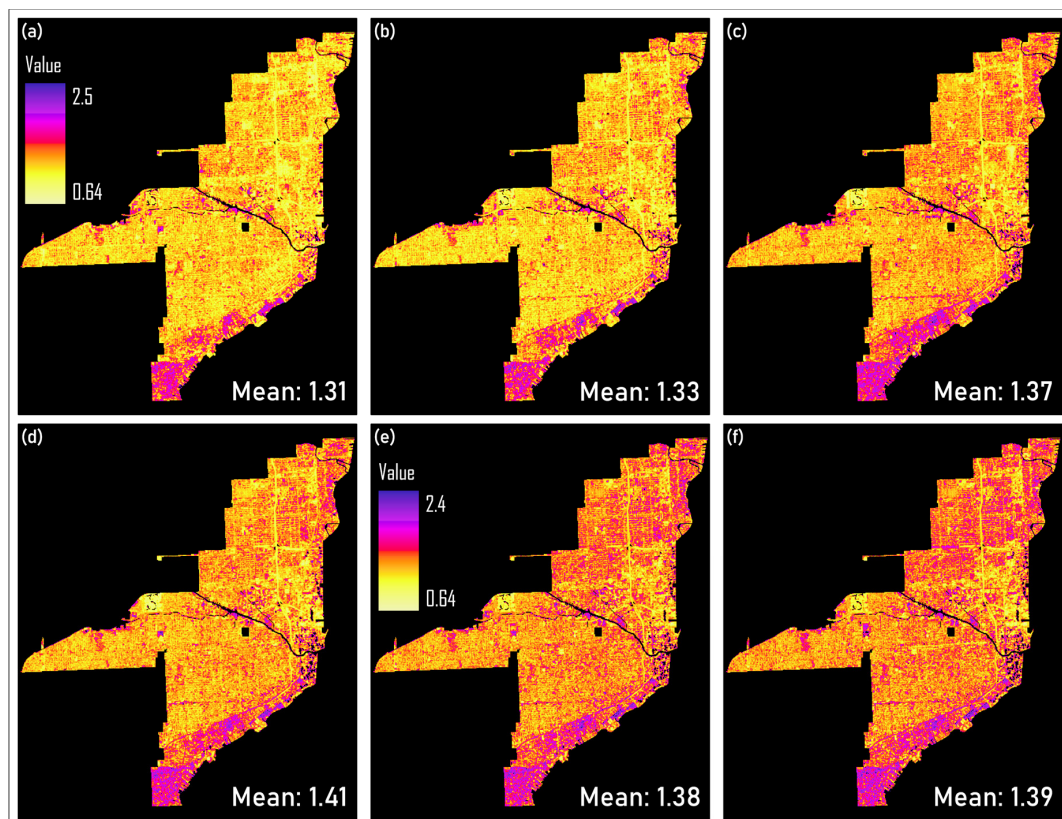 (a)
Value
2.5
0.64
Mean: 1.31
(b)
Mean: 1.33
(c)
Mean: 1.37
(d)
Mean: 1.41
(e)
Value
2.4
0.64
Mean: 1.38
(f)
Mean: 1.39